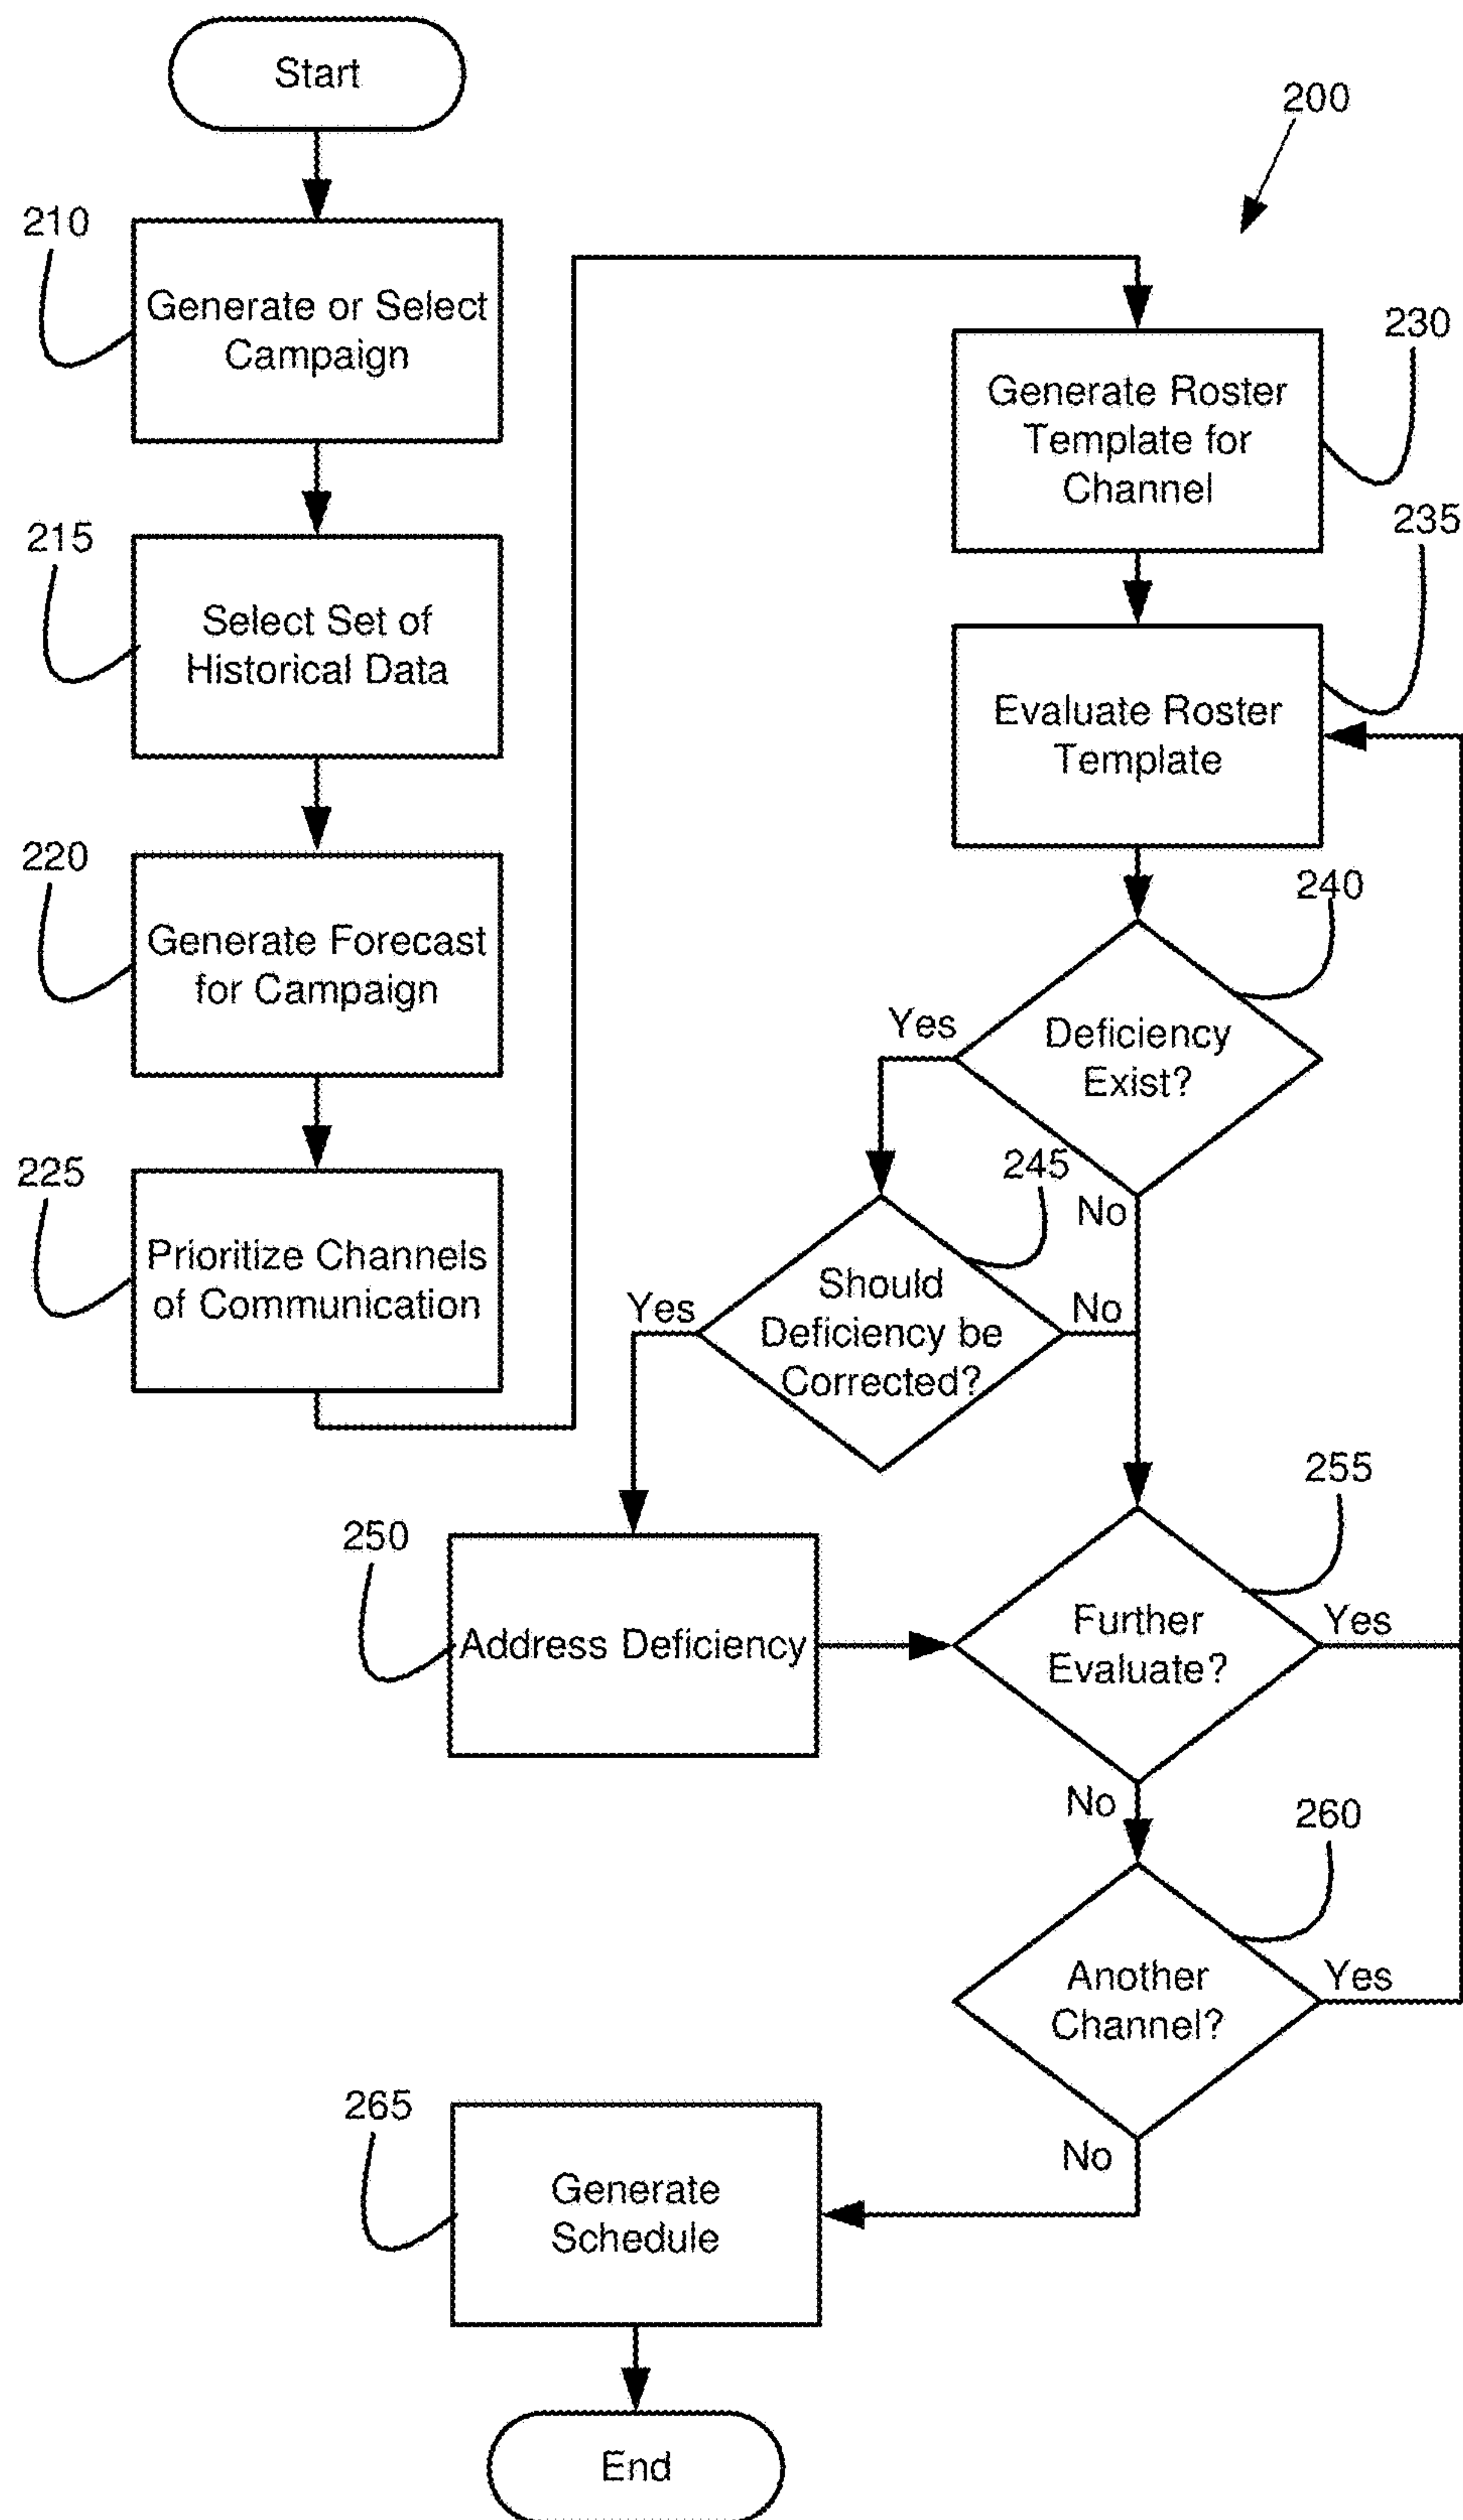 Start
200
210
Generate or Select
Campaign
215
Select Set of
Historical Data
220
Generate Forecast
for Campaign
225
Prioritize Channels
of Communication
230
Generate Roster
Template for
Channel
235
Evaluate Roster
Template
240
Deficiency
Exist?
Yes
No
245
Should
Deficiency be
Corrected?
Yes
No
250
Address Deficiency
255
Further
Evaluate?
Yes
No
260
Another
Channel?
Yes
No
265
Generate
Schedule
End